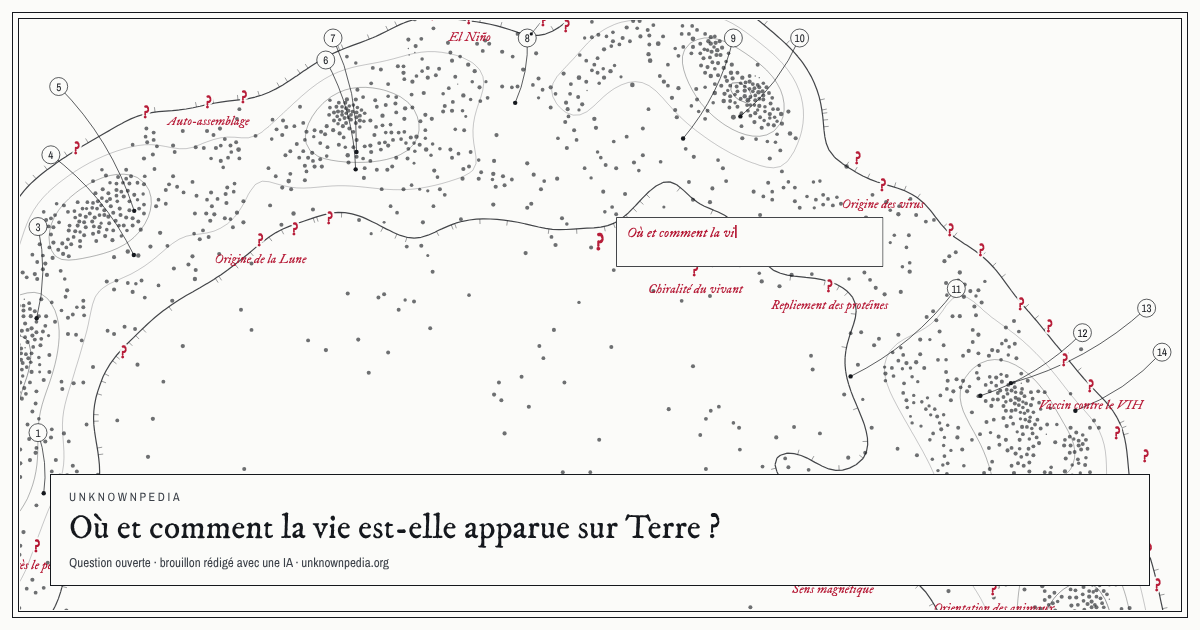 El Niño
7
8
9
10
6
5
Auto-assemblage
4
Origine des virus
3
Où et comment la vi
Origine de la Lune
Chiralité du vivant
11
Repliement des protéines
13
12
14
Vaccin contre le VIH
1
UNKNOWNPEDIA
Où et comment la vie est-elle apparue sur Terre ?
Question ouverte · brouillon rédigé avec une IA · unknownpedia.org
Sens magnétique
Orientation des animaux